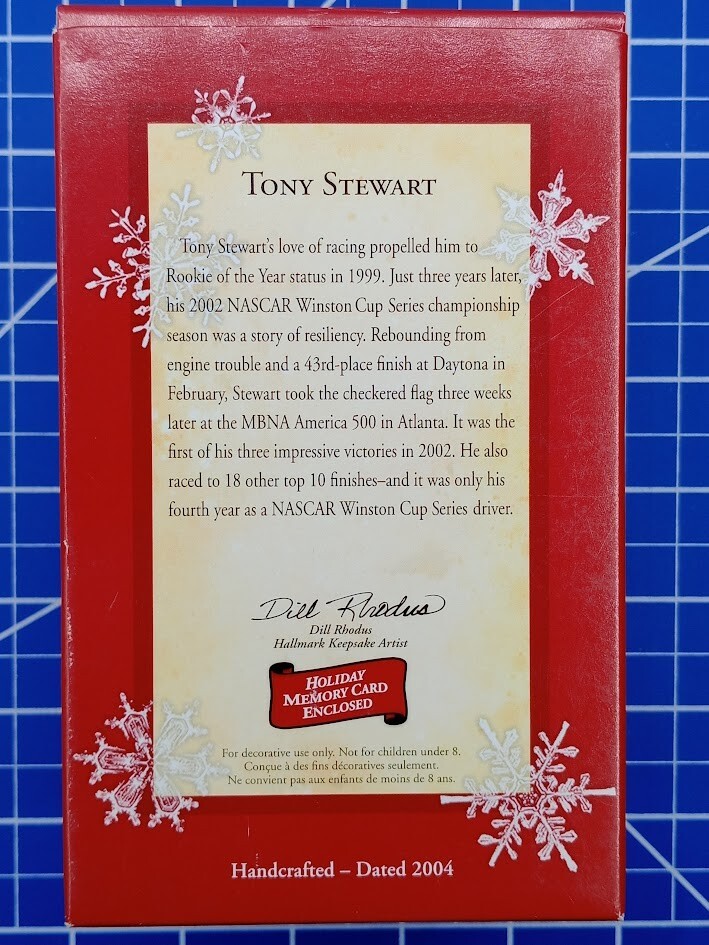 TONY STEWART
Tony Stewart's love of racing propelled him to
Rookie of the Year status in 1999. Just three years later,
his 2002 NASCAR Winston Cup Series championship
season was a story of resiliency. Rebounding from
engine trouble and a 43rd-place finish at Daytona in
February, Stewart took the checkered flag three weeks
later at the MBNA America 500 in Atlanta. It was the
first of his three impressive victories in 2002. He also
raced to 18 other top 10 finishes–and it was only his
fourth year as a NASCAR Winston Cup Series driver.
Dill Rhodus
Dill Rhodus
Hallmark Keepsake Artist
HOLIDAY
MEMORY CARD
ENCLOSED
For decorative use only. Not for children under 8.
Conçue à des fins décoratives seulement.
Ne convient pas aux enfants de moins de 8 ans.
Handcrafted – Dated 2004